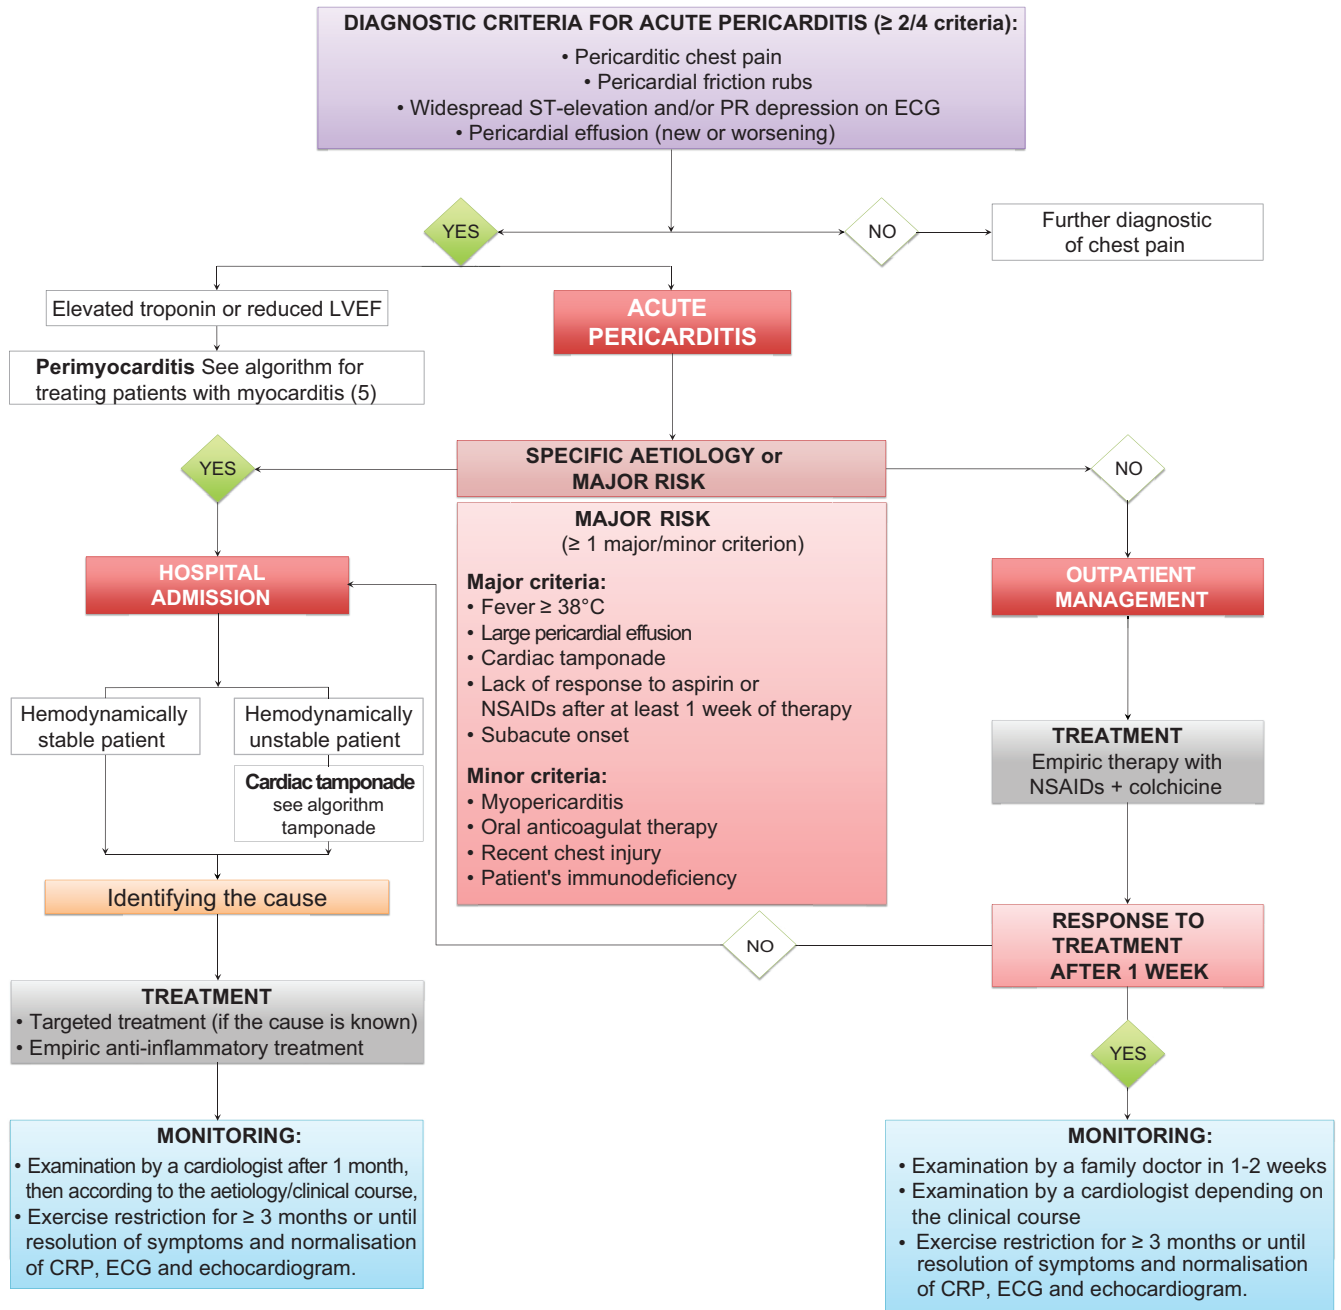 DIAGNOSTIC CRITERIA FOR ACUTE PERICARDITIS (≥ 2/4 criteria):
• Pericarditic chest pain
• Pericardial friction rubs
• Widespread ST-elevation and/or PR depression on ECG
• Pericardial effusion (new or worsening)
YES
NO
Further diagnostic
of chest pain
Elevated troponin or reduced LVEF
Perimyocarditis See algorithm for
treating patients with myocarditis (5)
ACUTE
PERICARDITIS
YES
SPECIFIC AETIOLOGY or
MAJOR RISK
NO
MAJOR RISK
(≥ 1 major/minor criterion)
Major criteria:
• Fever ≥ 38°C
• Large pericardial effusion
• Cardiac tamponade
• Lack of response to aspirin or
NSAIDs after at least 1 week of therapy
• Subacute onset
Minor criteria:
• Myopericarditis
• Oral anticoagulat therapy
• Recent chest injury
• Patient's immunodeficiency
HOSPITAL
ADMISSION
Hemodynamically
stable patient
Hemodynamically
unstable patient
Cardiac tamponade
see algorithm
tamponade
Identifying the cause
TREATMENT
• Targeted treatment (if the cause is known)
• Empiric anti-inflammatory treatment
MONITORING:
• Examination by a cardiologist after 1 month,
then according to the aetiology/clinical course,
• Exercise restriction for ≥ 3 months or until
resolution of symptoms and normalisation
of CRP, ECG and echocardiogram.
OUTPATIENT
MANAGEMENT
TREATMENT
Empiric therapy with
NSAIDs + colchicine
RESPONSE TO
TREATMENT
AFTER 1 WEEK
NO
YES
MONITORING:
• Examination by a family doctor in 1-2 weeks
• Examination by a cardiologist depending on
the clinical course
• Exercise restriction for ≥ 3 months or until
resolution of symptoms and normalisation
of CRP, ECG and echocardiogram.